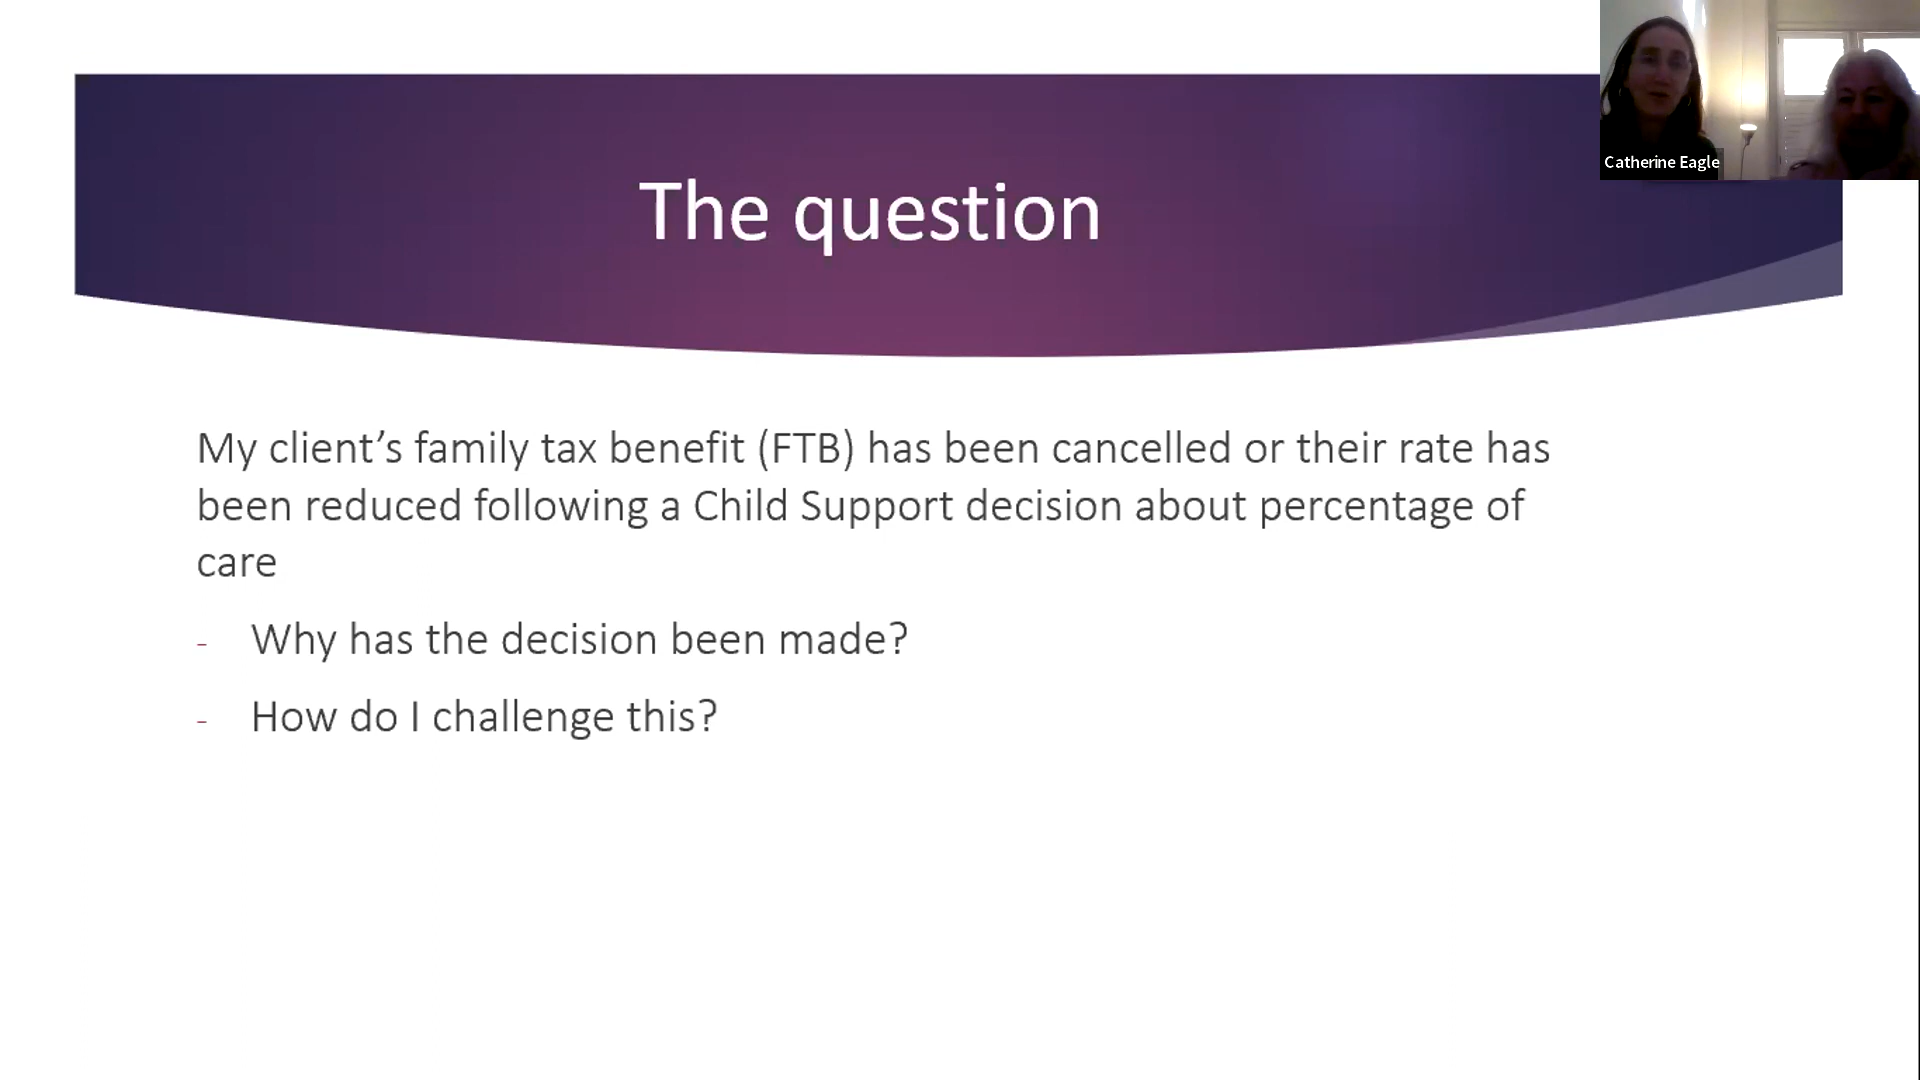 Catherine Eagle
The question
My client’s family tax benefit (FTB) has been cancelled or their rate has
been reduced following a Child Support decision about percentage of
care
- Why has the decision been made?
- How do I challenge this?